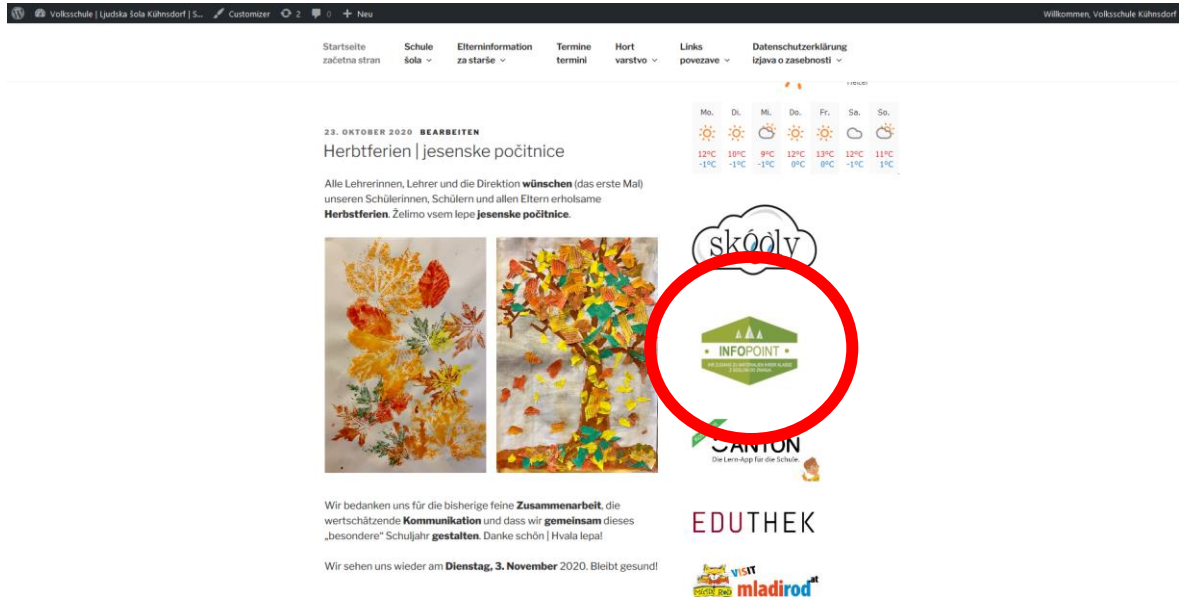 Volksschule | Ljudska šola Kühnsdorf | S... Customizer 2 0 + Neu Willkommen, Volksschule Kühnsdorf
Startseite Schule Elterninformation Termine Hort Links Datenschutzerklärung
začetna stran šola za starše termini varstvo povezave izjava o zasebnosti
Mo. Di. Mi. Do. Fr. Sa. So.
12°C 10°C 9°C 12°C 13°C 12°C 11°C
-1°C -1°C -1°C 0°C 0°C -1°C 1°C
23. OKTOBER 2020 BEARBEITEN
Herbtferien | jesenske počitnice
Alle Lehrerinnen, Lehrer und die Direktion wünschen (das erste Mal)
unseren Schülerinnen, Schülern und allen Eltern erholsame
Herbstferien. Želimo vsem lepe jesenske počitnice.
Wir bedanken uns für die bisherige feine Zusammenarbeit, die
wertschätzende Kommunikation und dass wir gemeinsam dieses
„besondere" Schuljahr gestalten. Danke schön | Hvala lepa!
Wir sehen uns wieder am Dienstag, 3. November 2020. Bleibt gesund!
skóòly
INFOPOINT
ANTON
Die Lern-App für die Schule.
EDUTHEK
VISIT
mladirod.at